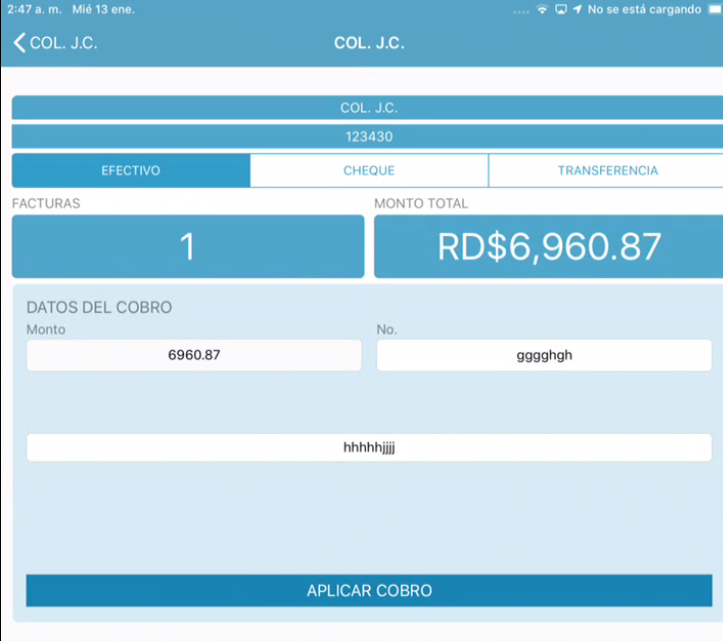 2:47 a. m. Mié 13 ene. No se está cargando
COL. J.C. COL. J.C.
COL. J.C.
123430
EFECTIVO CHEQUE TRANSFERENCIA
FACTURAS MONTO TOTAL
1 RD$6,960.87
DATOS DEL COBRO
Monto No.
6960.87 gggghgh
hhhhhjjjj
APLICAR COBRO